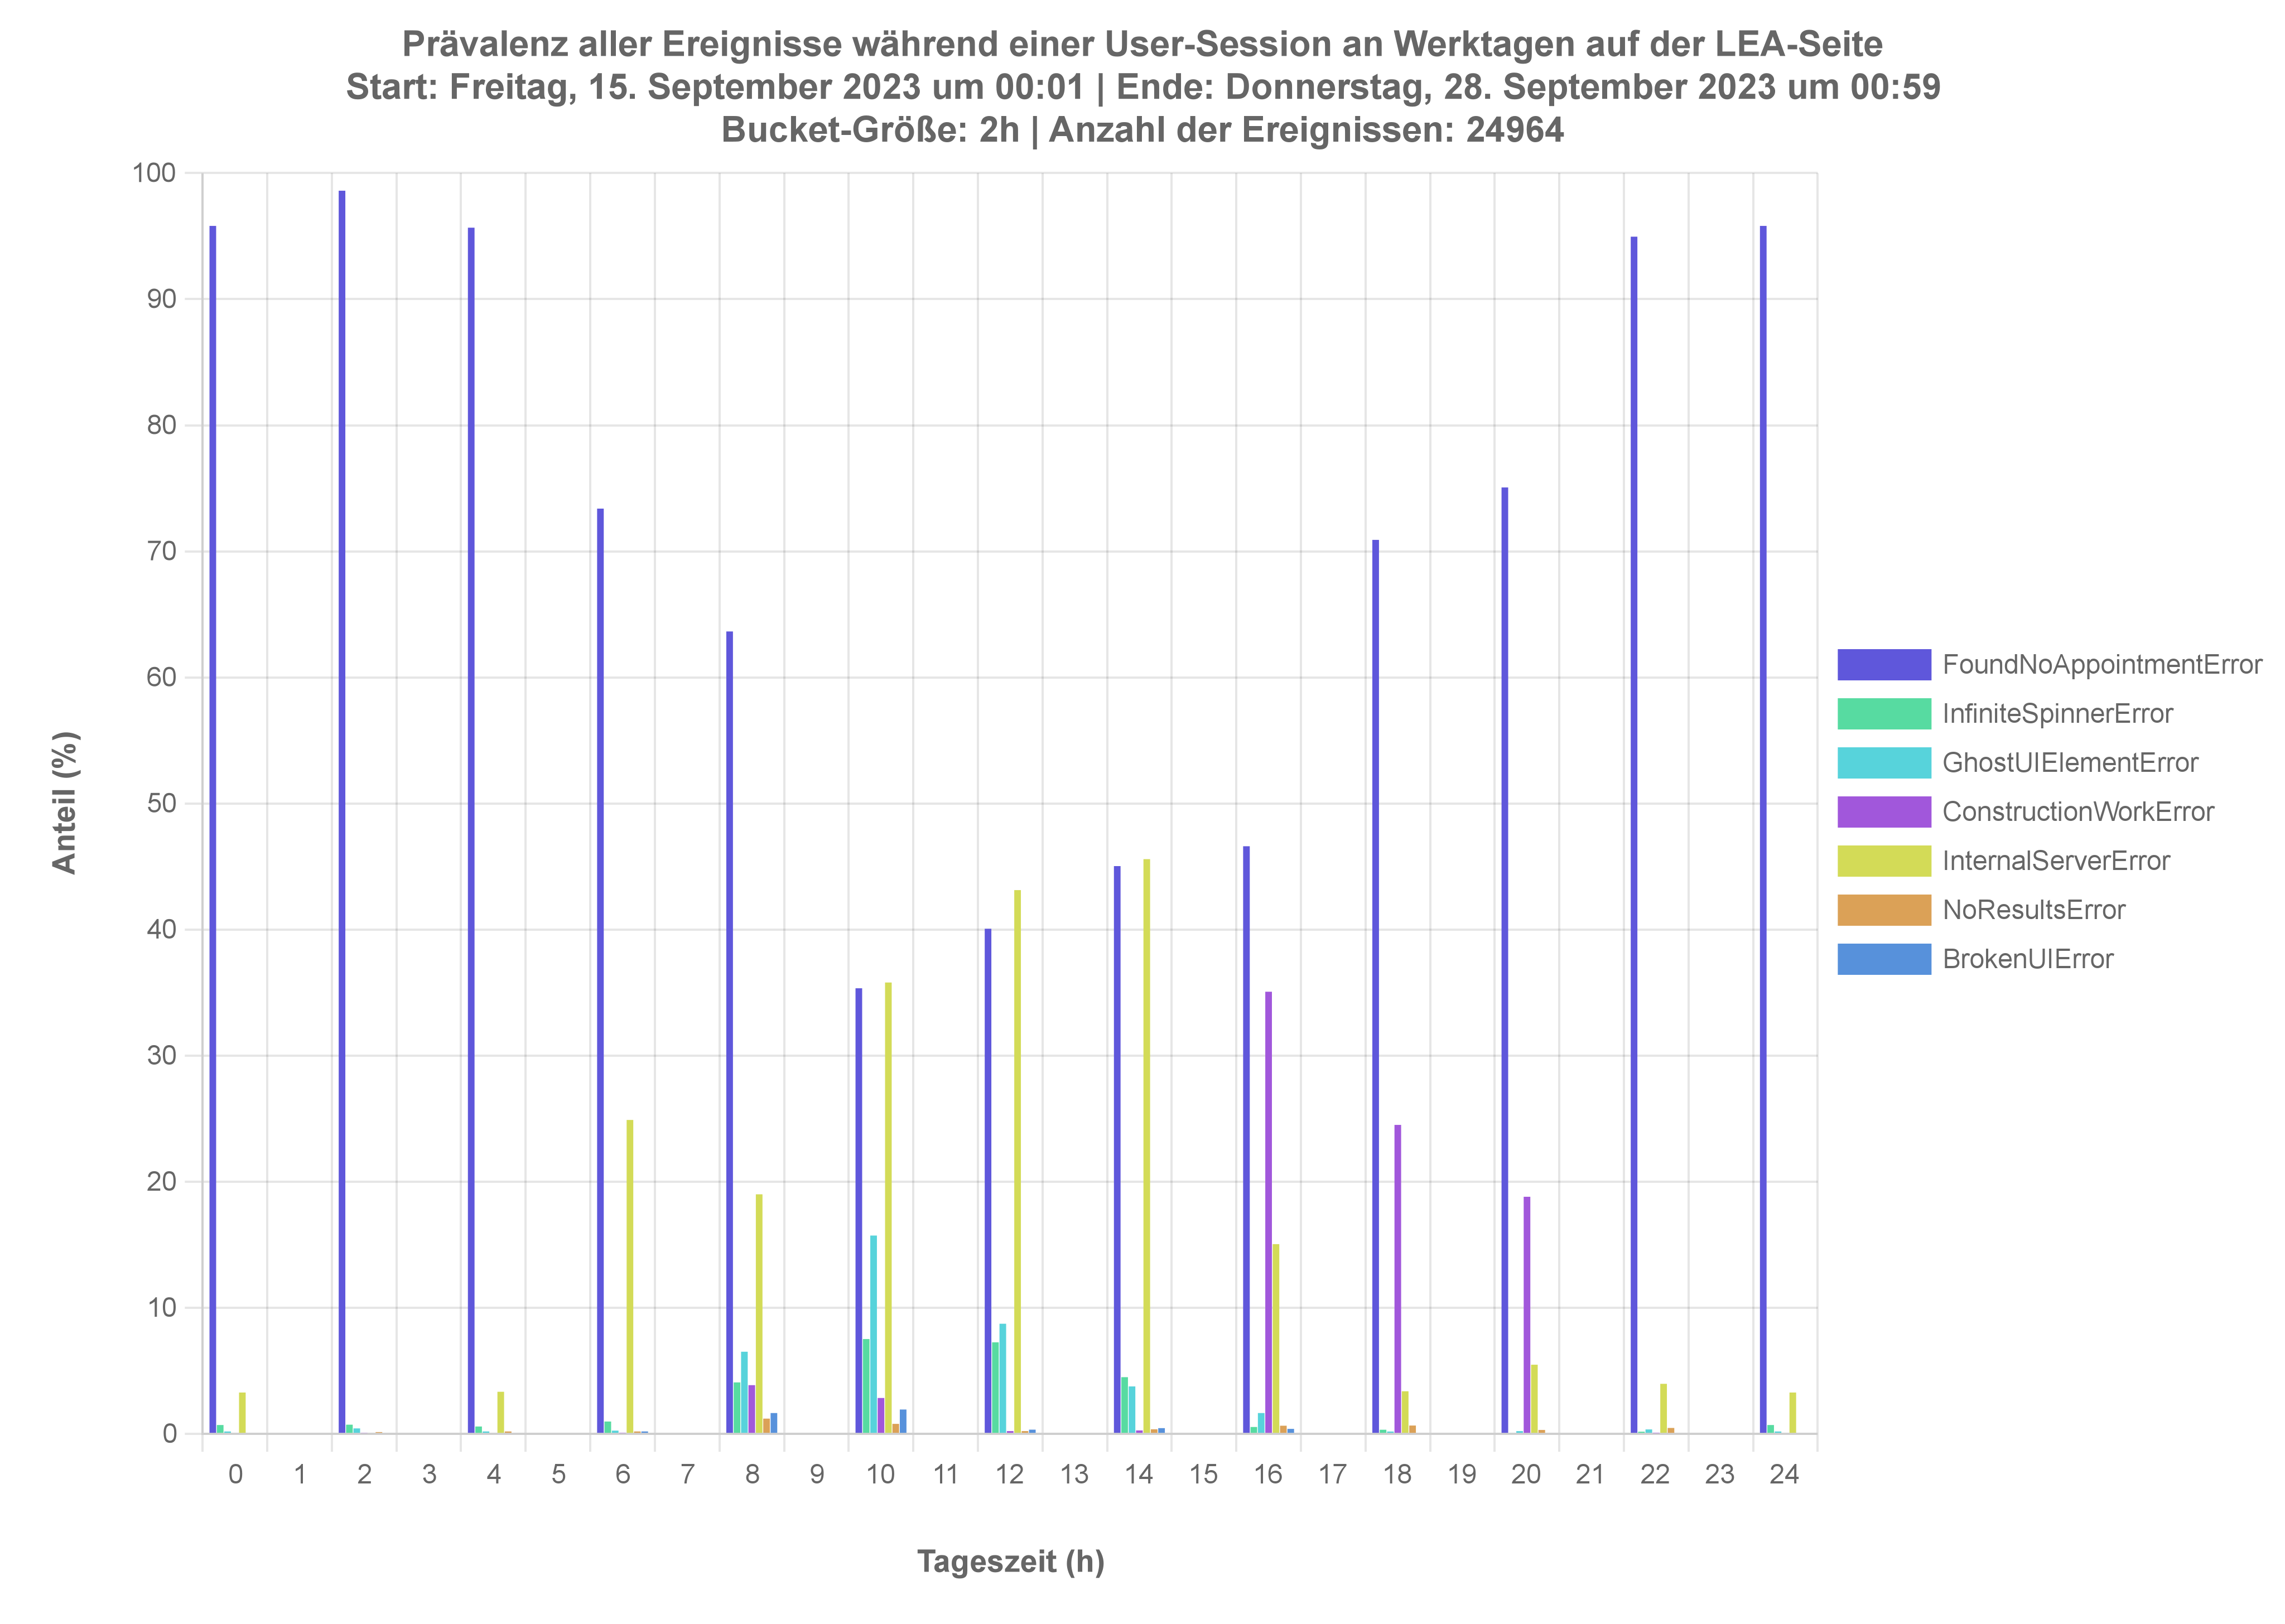 Prävalenz aller Ereignisse während einer User-Session an Werktagen auf der LEA-Seite
Start: Freitag, 15. September 2023 um 00:01 | Ende: Donnerstag, 28. September 2023 um 00:59
Bucket-Größe: 2h | Anzahl der Ereignissen: 24964
100
90
80
70
60
50
40
30
20
10
0
Anteil (%)
0 1 2 3 4 5 6 7 8 9 10 11 12 13 14 15 16 17 18 19 20 21 22 23 24
Tageszeit (h)
FoundNoAppointmentError
InfiniteSpinnerError
GhostUIElementError
ConstructionWorkError
InternalServerError
NoResultsError
BrokenUIError